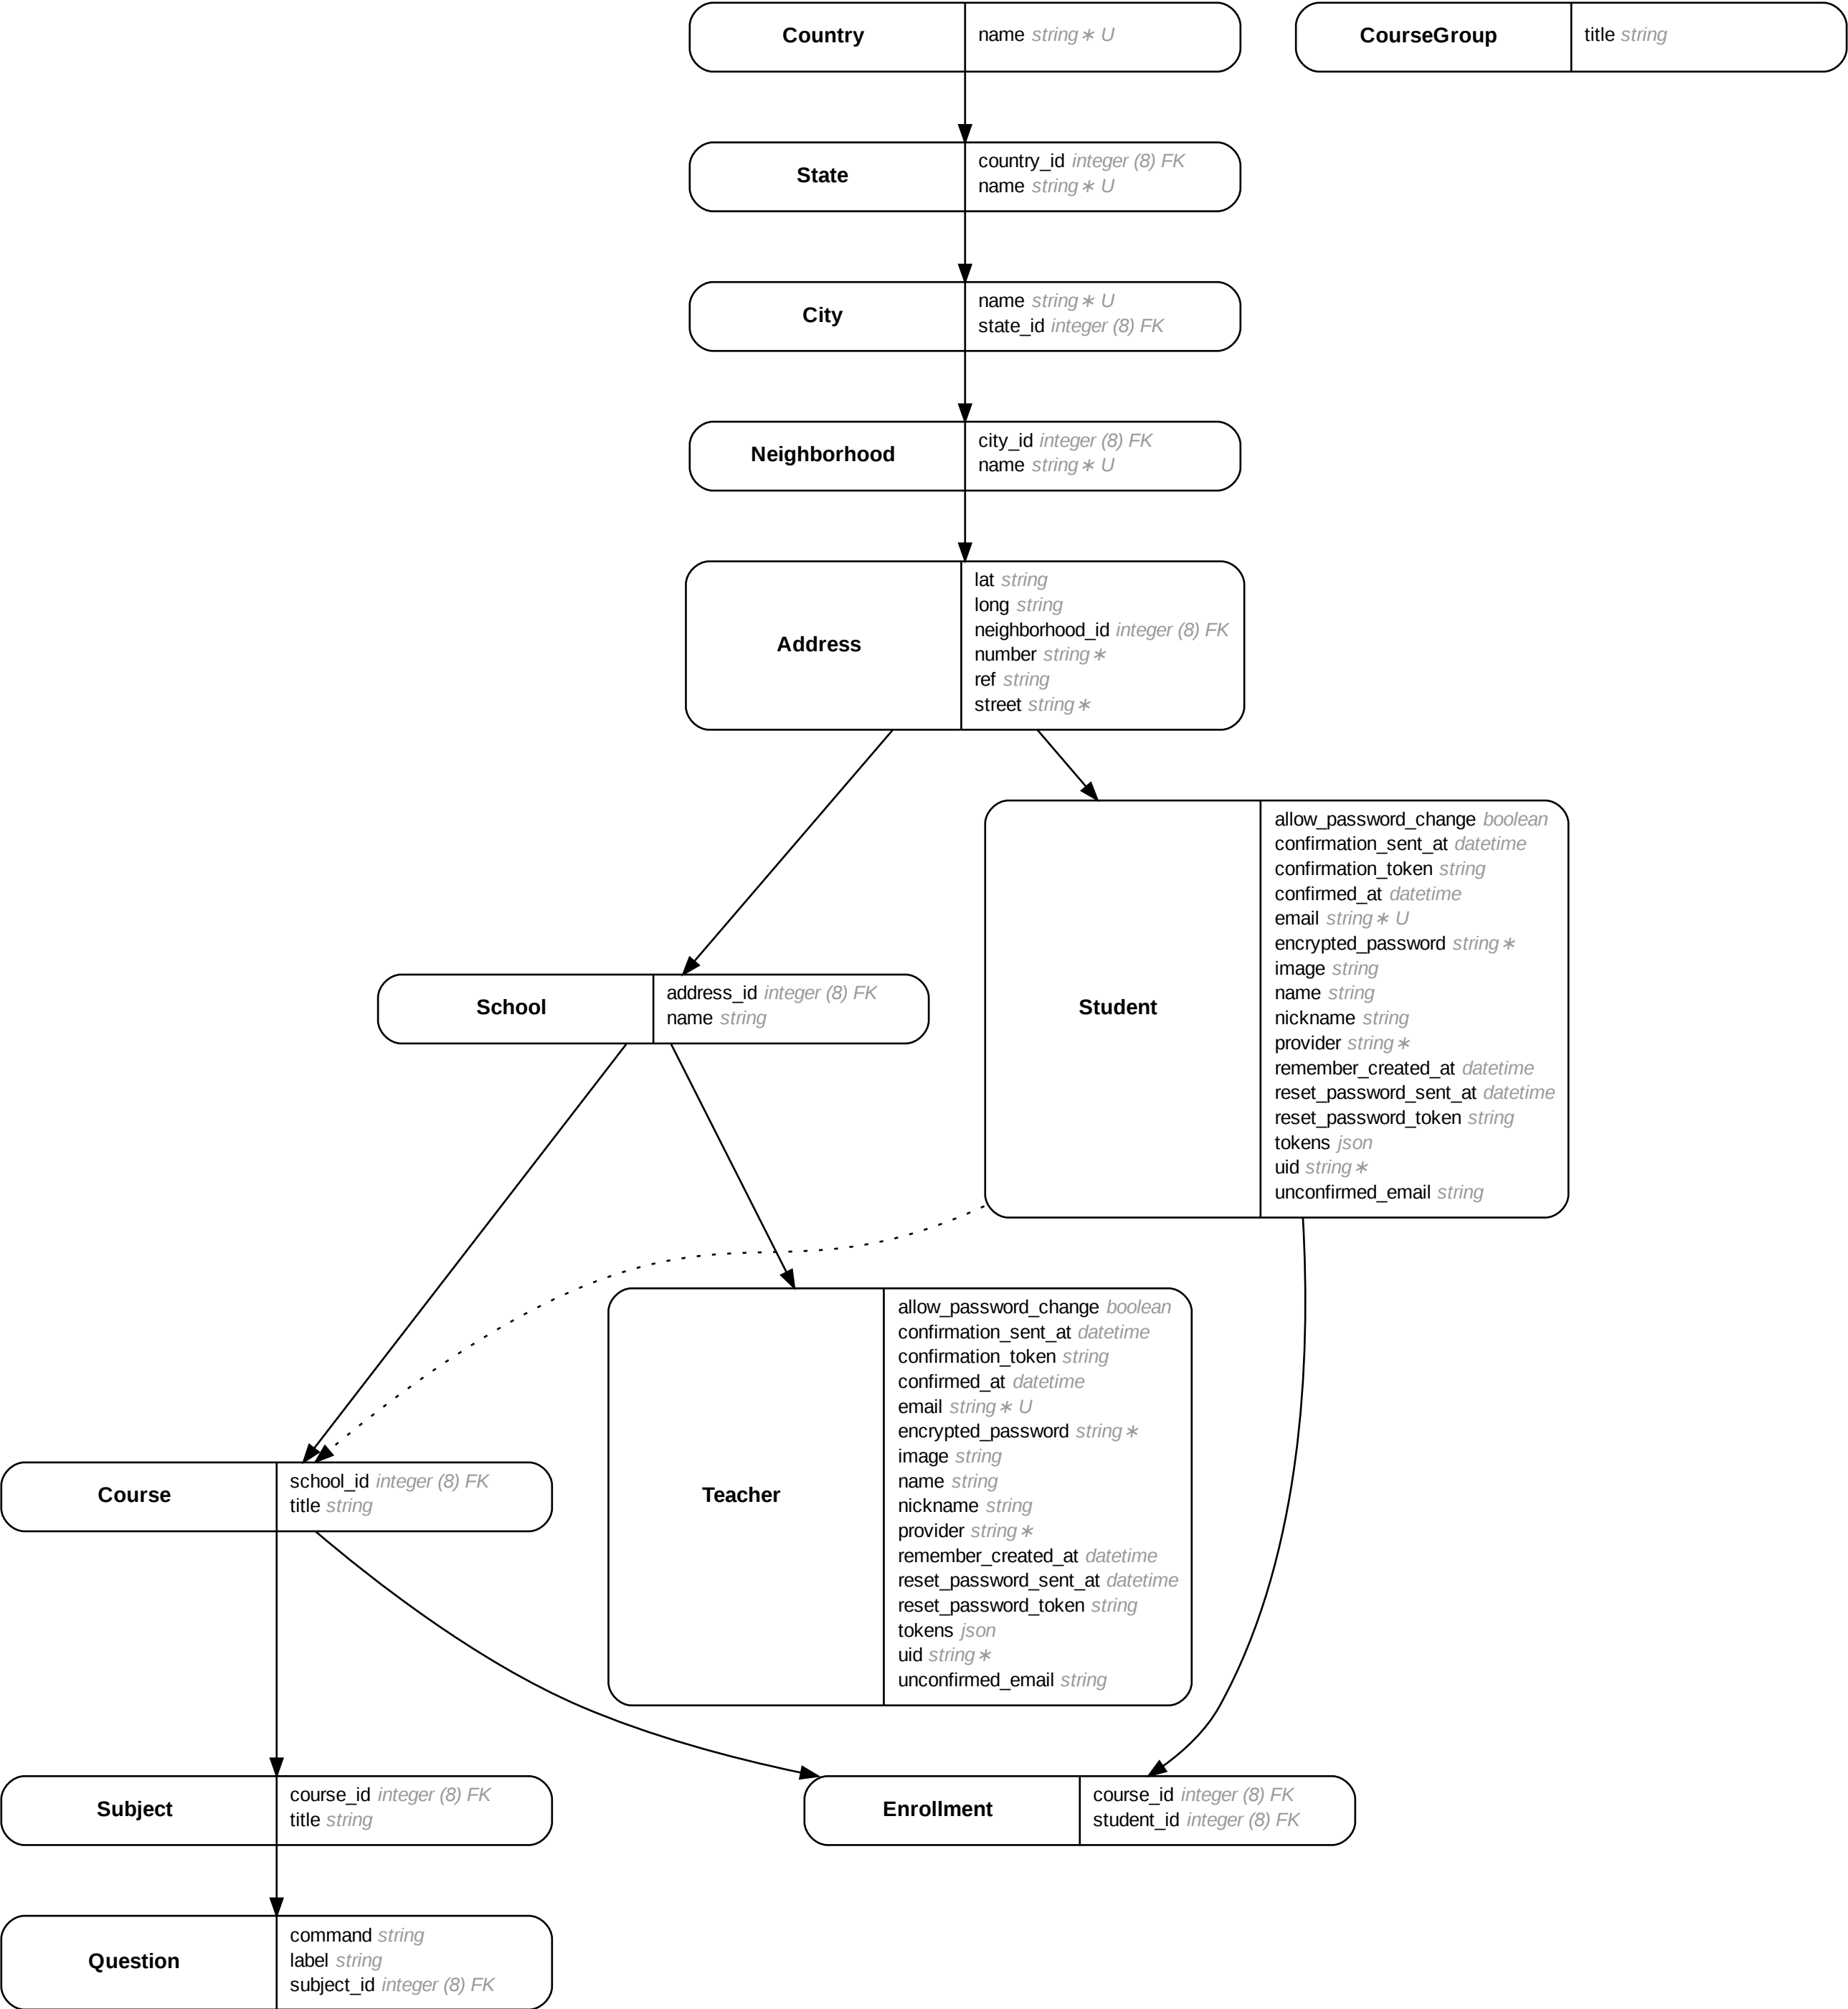 Country
name string∗ U
CourseGroup
title string
State
country_id integer (8) FK
name string∗ U
City
name string∗ U
state_id integer (8) FK
Neighborhood
city_id integer (8) FK
name string∗ U
Address
lat string
long string
neighborhood_id integer (8) FK
number string∗
ref string
street string∗
Student
allow_password_change boolean
confirmation_sent_at datetime
confirmation_token string
confirmed_at datetime
email string∗ U
encrypted_password string∗
image string
name string
nickname string
provider string∗
remember_created_at datetime
reset_password_sent_at datetime
reset_password_token string
tokens json
uid string∗
unconfirmed_email string
School
address_id integer (8) FK
name string
Teacher
allow_password_change boolean
confirmation_sent_at datetime
confirmation_token string
confirmed_at datetime
email string∗ U
encrypted_password string∗
image string
name string
nickname string
provider string∗
remember_created_at datetime
reset_password_sent_at datetime
reset_password_token string
tokens json
uid string∗
unconfirmed_email string
Course
school_id integer (8) FK
title string
Subject
course_id integer (8) FK
title string
Enrollment
course_id integer (8) FK
student_id integer (8) FK
Question
command string
label string
subject_id integer (8) FK